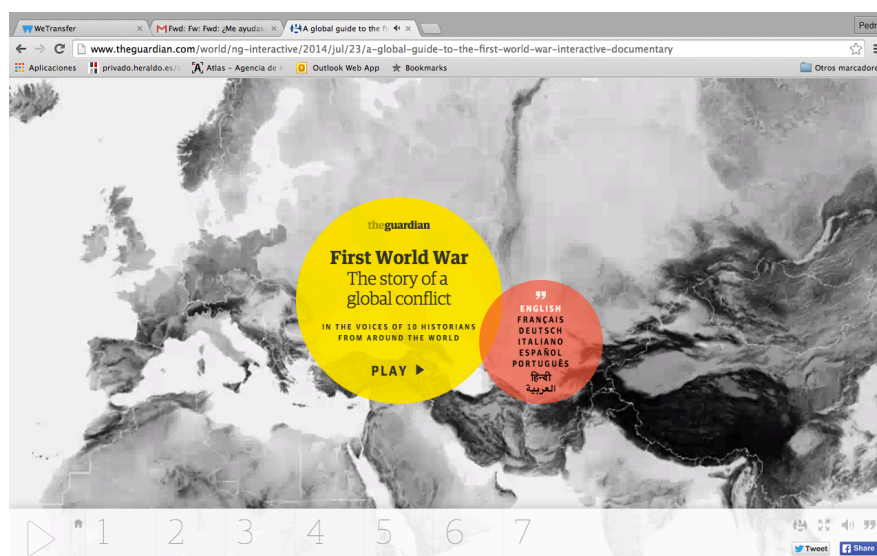 WeTransfer
Fwd: Fw: Fwd: ¿Me ayudas
A global guide to the fi
Pedr
www.theguardian.com/world/ng-interactive/2014/jul/23/a-global-guide-to-the-first-world-war-interactive-documentary
Aplicaciones
privado.heraldo.es/
Atlas – Agencia de n
Outlook Web App
Bookmarks
Otros marcadore
theguardian
First World War
The story of a
global conflict
IN THE VOICES OF 10 HISTORIANS
FROM AROUND THE WORLD
PLAY
ENGLISH
FRANÇAIS
DEUTSCH
ITALIANO
ESPAÑOL
PORTUGUÊS
हिन्दी
العربية
1 2 3 4 5 6 7
Tweet
Share